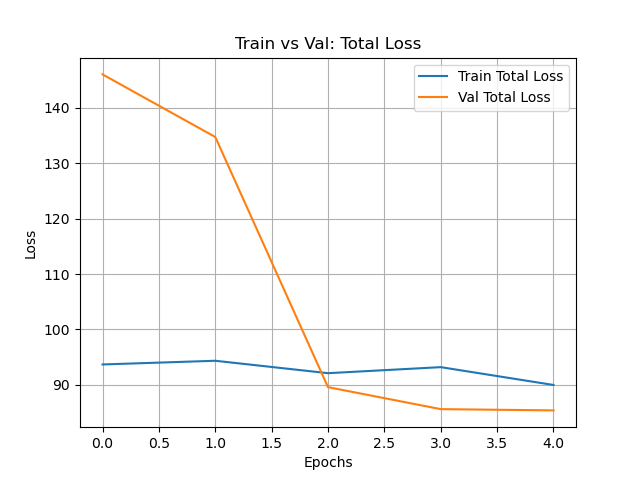 Train vs Val: Total Loss
Train Total Loss
Val Total Loss
140
130
120
110
100
90
Loss
0.0 0.5 1.0 1.5 2.0 2.5 3.0 3.5 4.0
Epochs